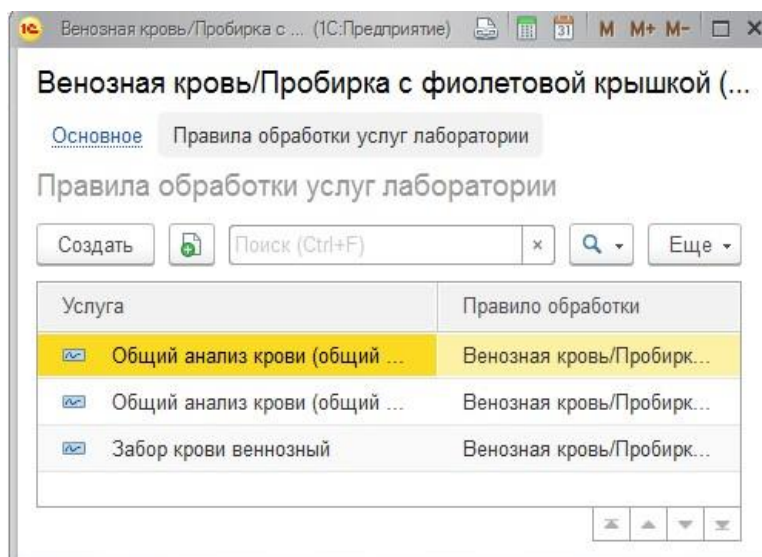 Венозная кровь/Пробирка с ... (1С:Предприятие) 31 M M+ M-
Венозная кровь/Пробирка с фиолетовой крышкой (...
Основное Правила обработки услуг лаборатории
Правила обработки услуг лаборатории
Создать Поиск (Ctrl+F) × Еще
Услуга Правило обработки
Общий анализ крови (общий ... Венозная кровь/Пробирк...
Общий анализ крови (общий ... Венозная кровь/Пробирк...
Забор крови веннозный Венозная кровь/Пробирк...